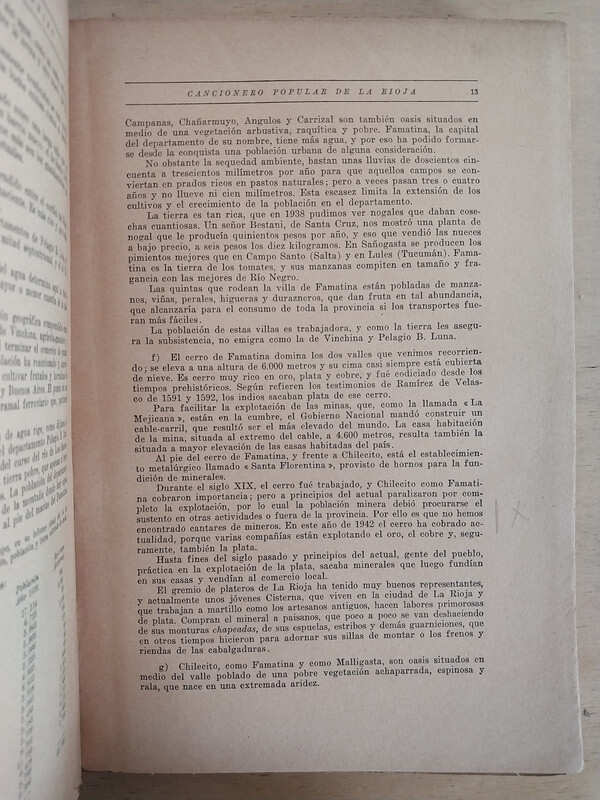 CANCIONERO POPULAR DE LA RIOJA 13
Campanas, Chañarmuyo, Angulos y Carrizal son también oasis situados en
medio de una vegetación arbustiva, raquítica y pobre. Famatina, la capital
del departamento de su nombre, tiene más agua, y por eso ha podido formar-
se desde la conquista una población urbana de alguna consideración.
No obstante la sequedad ambiente, bastan unas lluvias de doscientos cin-
cuenta a trescientos milímetros por año para que aquellos campos se con-
viertan en prados ricos en pastos naturales; pero a veces pasan tres o cuatro
años y no llueve ni cien milímetros. Esta escasez limita la extensión de los
cultivos y el crecimiento de la población en el departamento.
La tierra es tan rica, que en 1938 pudimos ver nogales que daban cose-
chas cuantiosas. Un señor Bestani, de Santa Cruz, nos mostró una planta de
nogal que le producía quinientos pesos por año, y eso que vendió las nueces
a bajo precio, a seis pesos los diez kilogramos. En Sañogasta se producen los
pimientos mejores que en Campo Santo (Salta) y en Lules (Tucumán). Fama-
tina es la tierra de los tomates, y sus manzanas compiten en tamaño y fra-
gancia con las mejores de Río Negro.
Las quintas que rodean la villa de Famatina están pobladas de manza-
nos, viñas, perales, higueras y durazneros, que dan fruta en tal abundancia,
que alcanzaría para el consumo de toda la provincia si los transportes fue-
ran más fáciles.
La población de estas villas es trabajadora, y como la tierra les asegu-
ra la subsistencia, no emigra como la de Vinchina y Pelagio B. Luna.
f) El cerro de Famatina domina los dos valles que venimos recorrien-
do; se eleva a una altura de 6.000 metros y su cima casi siempre está cubierta
de nieve. Es cerro muy rico en oro, plata y cobre, y fué codiciado desde los
tiempos prehistóricos. Según refieren los testimonios de Ramírez de Velas-
co de 1591 y 1592, los indios sacaban plata de ese cerro.
Para facilitar la explotación de las minas, que, como la llamada « La
Mejicana », están en la cumbre, el Gobierno Nacional mandó construir un
cable-carril, que resultó ser el más elevado del mundo. La casa habitación
de la mina, situada al extremo del cable, a 4.600 metros, resulta también la
situada a mayor elevación de las casas habitadas del país.
Al pie del cerro de Famatina, y frente a Chilecito, está el establecimien-
to metalúrgico llamado « Santa Florentina », provisto de hornos para la fun-
dición de minerales.
Durante el siglo XIX, el cerro fué trabajado, y Chilecito como Famati-
na cobraron importancia; pero a principios del actual paralizaron por com-
pleto la explotación, por lo cual la población minera debió procurarse el
sustento en otras actividades o fuera de la provincia. Por ello es que no hemos
encontrado cantares de mineros. En este año de 1942 el cerro ha cobrado ac-
tualidad, porque varias compañías están explotando el oro, el cobre y, segu-
ramente, también la plata.
Hasta fines del siglo pasado y principios del actual, gente del pueblo,
práctica en la explotación de la plata, sacaba minerales que luego fundían
en sus casas y vendían al comercio local.
El gremio de plateros de La Rioja ha tenido muy buenos representantes,
y actualmente unos jóvenes Cisterna, que viven en la ciudad de La Rioja y
que trabajan a martillo como los artesanos antiguos, hacen labores primorosas
de plata. Compran el mineral a paisanos, que poco a poco se van deshaciendo
de sus monturas chapeadas, de sus espuelas, estribos y demás guarniciones, que
en otros tiempos hicieron para adornar sus sillas de montar o los frenos y
riendas de las cabalgaduras.
g) Chilecito, como Famatina y como Malligasta, son oasis situados en
medio del valle poblado de una pobre vegetación achaparrada, espinosa y
rala, que nace en una extremada aridez.